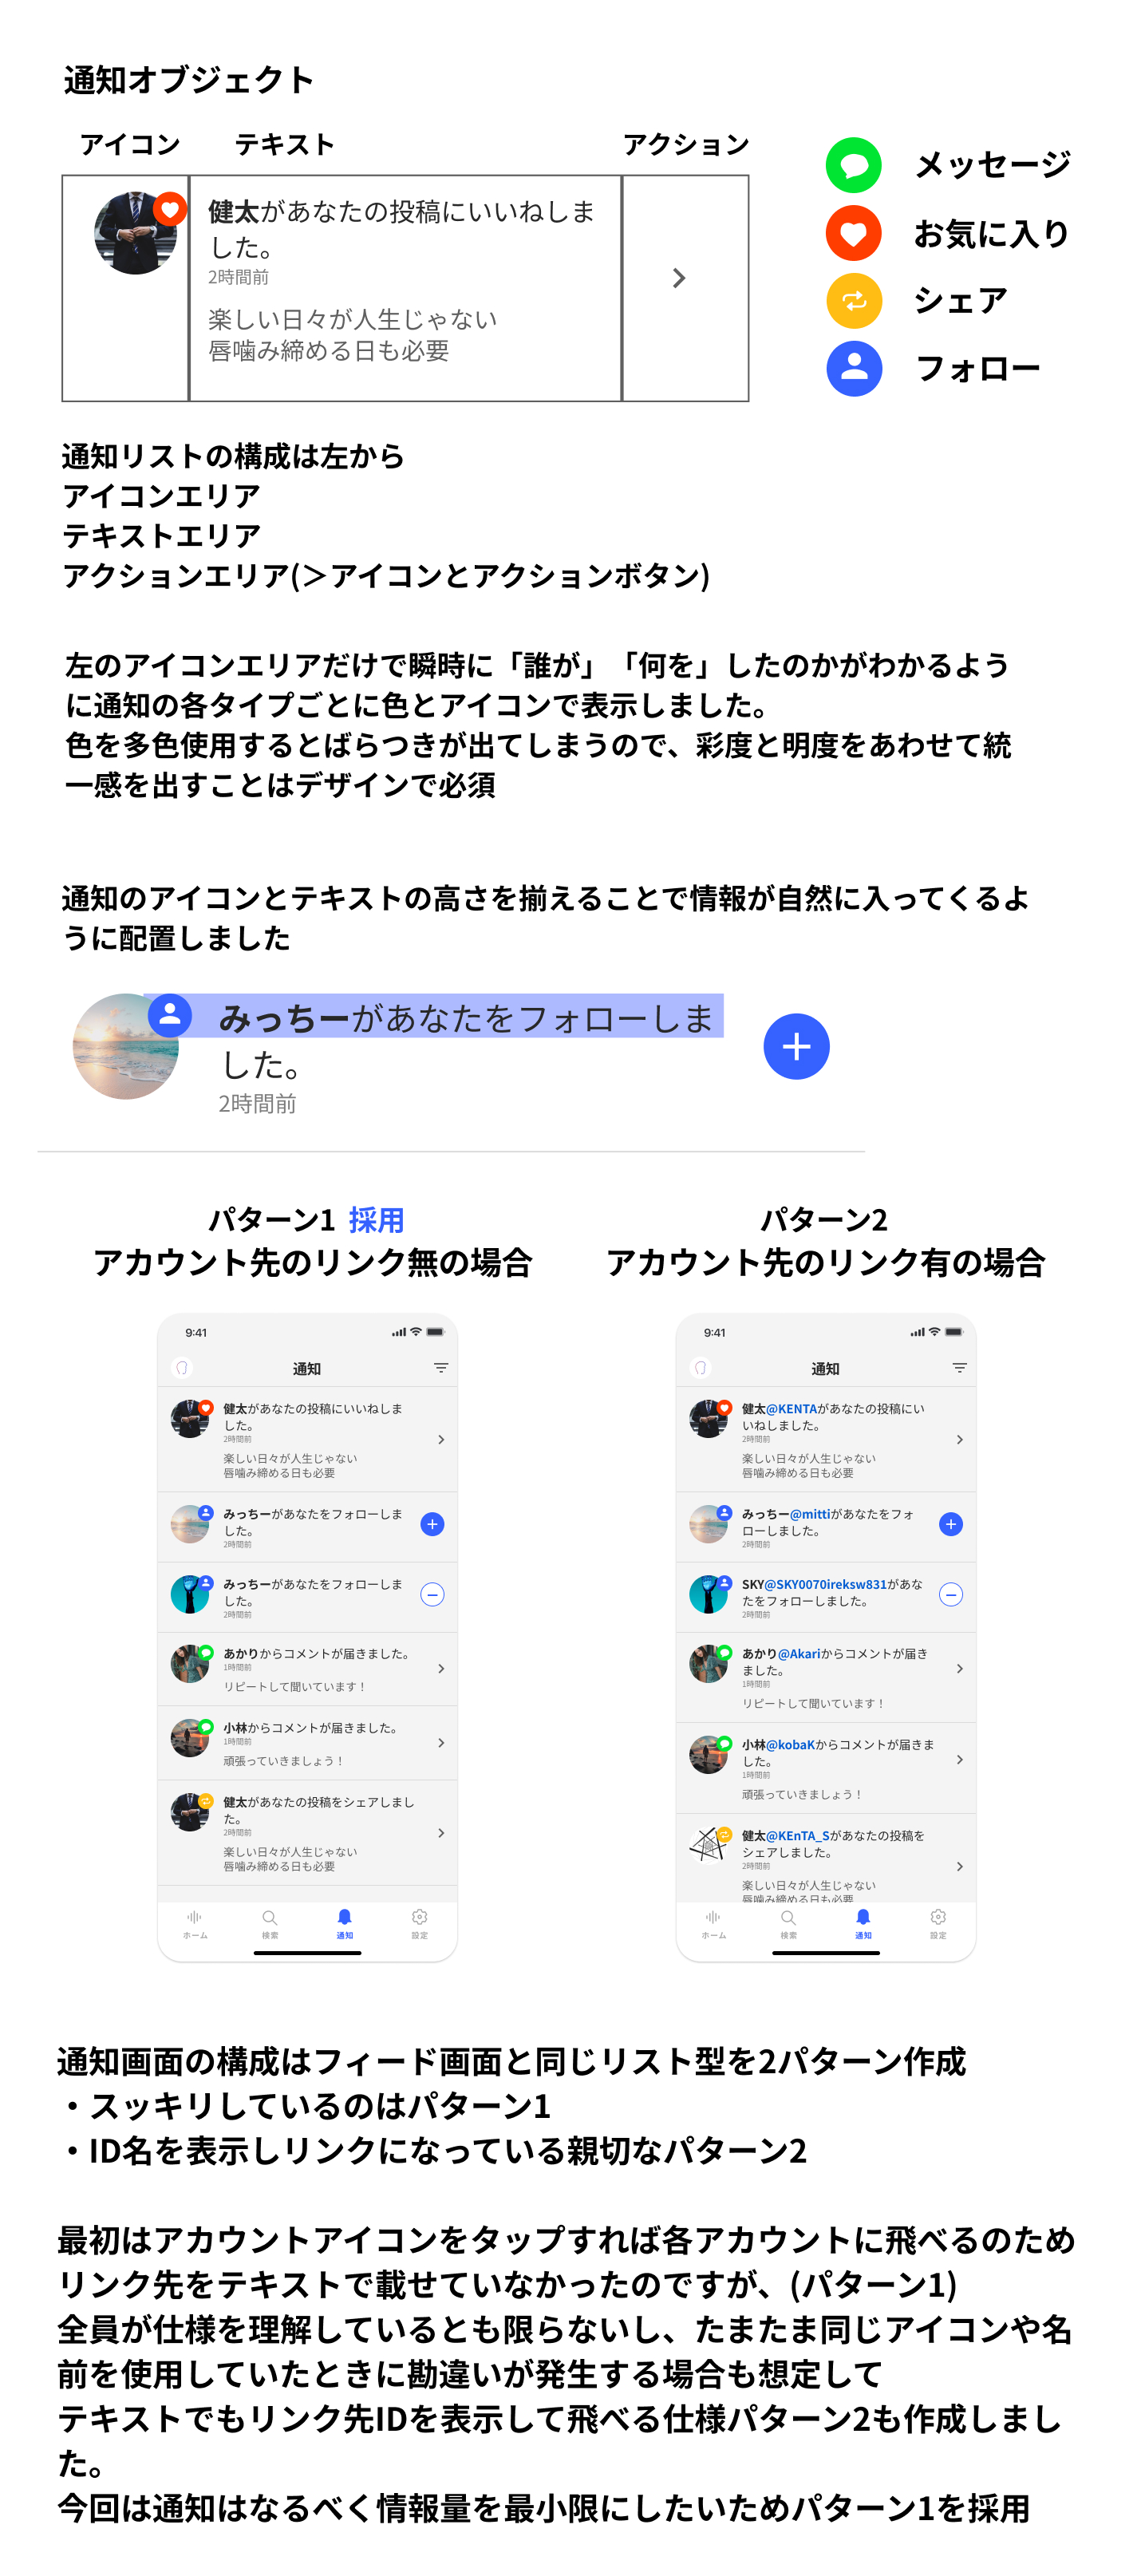 通知オブジェクト
アイコン
テキスト
アクション
健太があなたの投稿にいいねしま
した。
2時間前
楽しい日々が人生じゃない
唇噛み締める日も必要
メッセージ
お気に入り
シェア
フォロー
通知リストの構成は左から
アイコンエリア
テキストエリア
アクションエリア(＞アイコンとアクションボタン)
左のアイコンエリアだけで瞬時に「誰が」「何を」したのかがわかるよう
に通知の各タイプごとに色とアイコンで表示しました。
色を多色使用するとばらつきが出てしまうので、彩度と明度をあわせて統
一感を出すことはデザインで必須
通知のアイコンとテキストの高さを揃えることで情報が自然に入ってくるよ
うに配置しました
みっちーがあなたをフォローしま
した。
2時間前
パターン1 採用
アカウント先のリンク無の場合
9:41
通知
健太があなたの投稿にいいねしま
した。
2時間前
楽しい日々が人生じゃない
唇噛み締める日も必要
みっちーがあなたをフォローしま
した。
2時間前
みっちーがあなたをフォローしま
した。
2時間前
あかりからコメントが届きました。
1時間前
リピートして聞いています！
小林からコメントが届きました。
1時間前
頑張っていきましょう！
健太があなたの投稿をシェアしまし
た。
2時間前
楽しい日々が人生じゃない
唇噛み締める日も必要
ホーム
検索
通知
設定
パターン2
アカウント先のリンク有の場合
9:41
通知
健太@KENTAがあなたの投稿にい
いねしました。
2時間前
楽しい日々が人生じゃない
唇噛み締める日も必要
みっちー@mittiがあなたをフォ
ローしました。
2時間前
SKY@SKY0070ireksw831があな
たをフォローしました。
2時間前
あかり@Akariからコメントが届き
ました。
1時間前
リピートして聞いています！
小林@kobaKからコメントが届きま
した。
1時間前
頑張っていきましょう！
健太@KEnTA_Sがあなたの投稿を
シェアしました。
2時間前
楽しい日々が人生じゃない
唇噛み締める日も必要
ホーム
検索
通知
設定
通知画面の構成はフィード画面と同じリスト型を2パターン作成
・スッキリしているのはパターン1
・ID名を表示しリンクになっている親切なパターン2
最初はアカウントアイコンをタップすれば各アカウントに飛べるのため
リンク先をテキストで載せていなかったのですが、(パターン1)
全員が仕様を理解しているとも限らないし、たまたま同じアイコンや名
前を使用していたときに勘違いが発生する場合も想定して
テキストでもリンク先IDを表示して飛べる仕様パターン2も作成しまし
た。
今回は通知はなるべく情報量を最小限にしたいためパターン1を採用